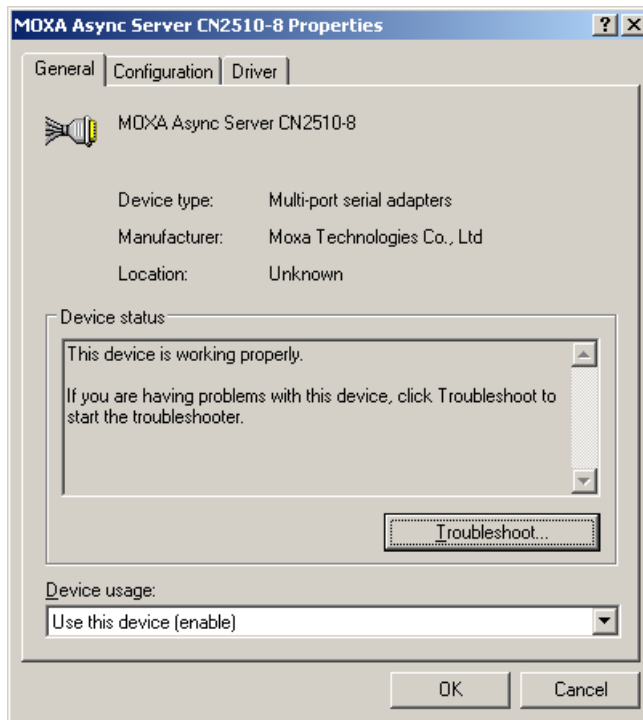 MOXA Async Server CN2510-8 Properties
General
Configuration
Driver
MOXA Async Server CN2510-8
Device type: Multi-port serial adapters
Manufacturer: Moxa Technologies Co., Ltd
Location: Unknown
Device status
This device is working properly.
If you are having problems with this device, click Troubleshoot to
start the troubleshooter.
Troubleshoot...
Device usage:
Use this device (enable)
OK
Cancel